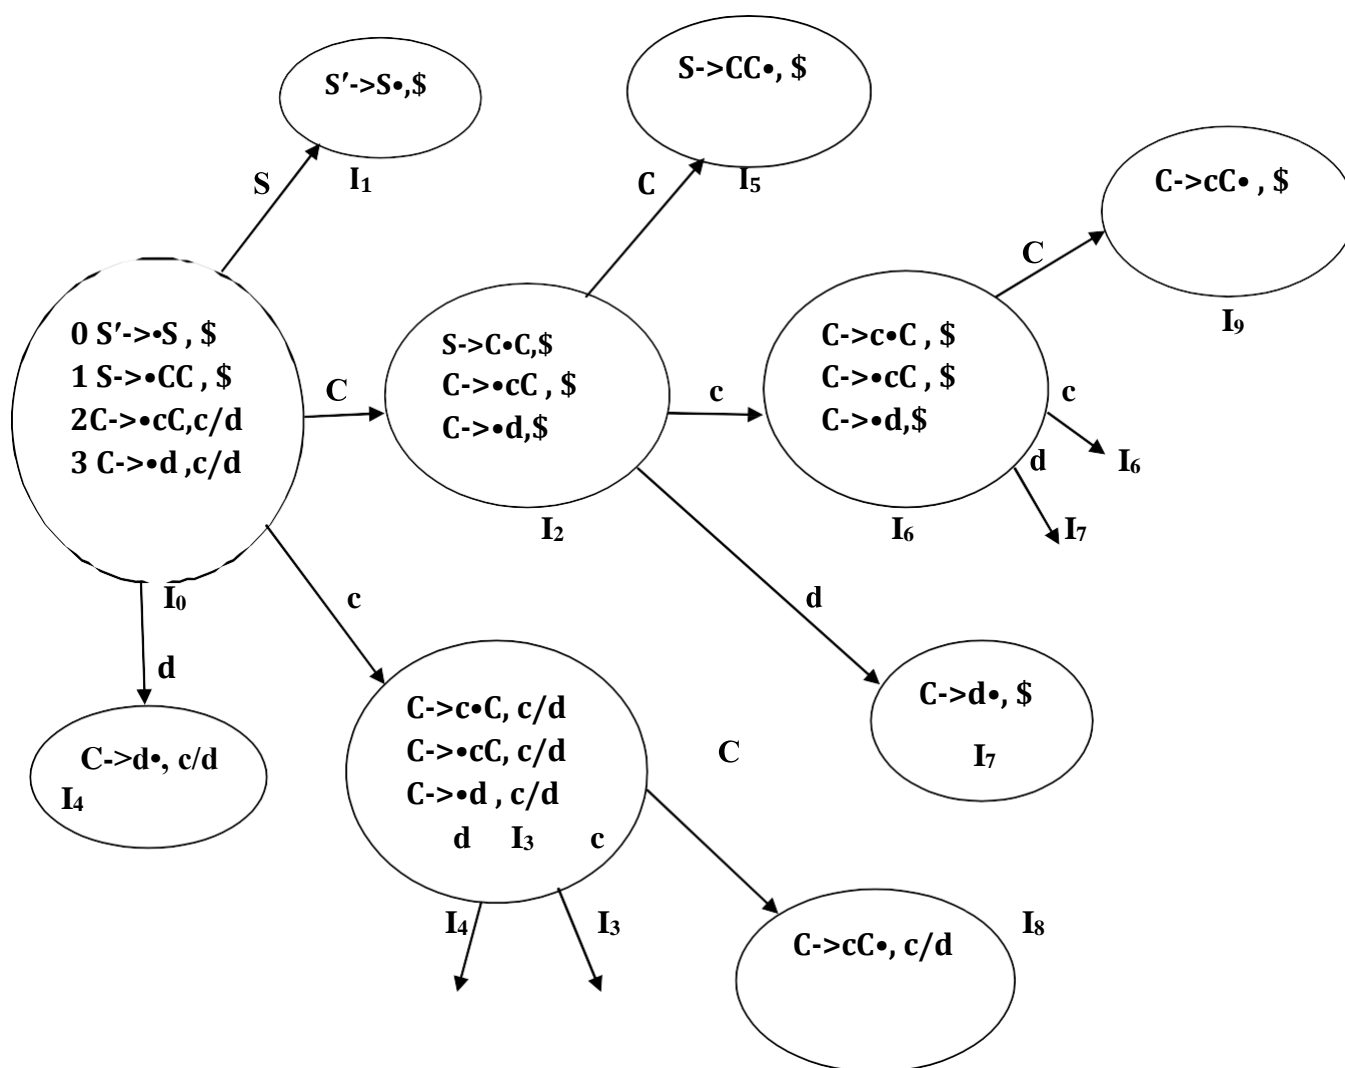 S′->S•,$
I₁
S
S->CC•, $
I₅
C
C->cC• , $
I₉
C
0 S′->•S , $
1 S->•CC , $
2C->•cC,c/d
3 C->•d ,c/d
I₀
C
S->C•C,$
C->•cC , $
C->•d,$
I₂
c
C->c•C , $
C->•cC , $
C->•d,$
I₆
c
I₆
d
I₇
d
C->d•, $
I₇
c
d
C->d•, c/d
I₄
C->c•C, c/d
C->•cC, c/d
C->•d , c/d
d I₃ c
I₄ I₃
C
C->cC•, c/d
I₈